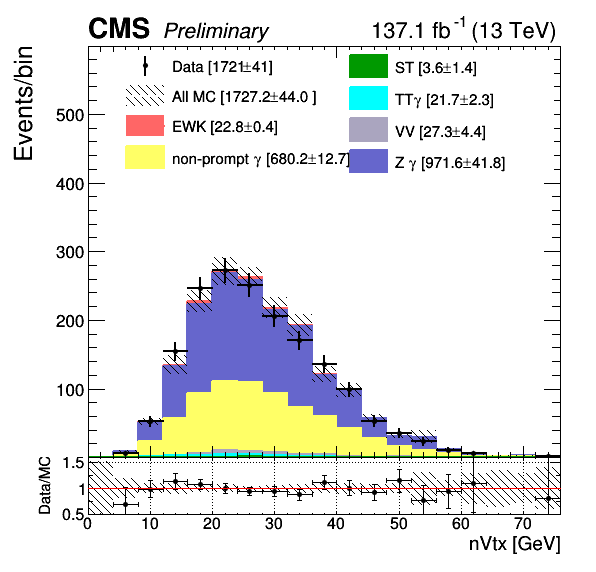 CMS Preliminary 137.1 fb⁻¹ (13 TeV)
Events/bin
Data [1721±41]
All MC [1727.2±44.0 ]
EWK [22.8±0.4]
non-prompt γ [680.2±12.7]
ST [3.6±1.4]
TTγ [21.7±2.3]
VV [27.3±4.4]
Z γ [971.6±41.8]
500
400
300
200
100
Data/MC
1.5
1
0.5
0 10 20 30 40 50 60 70
nVtx [GeV]